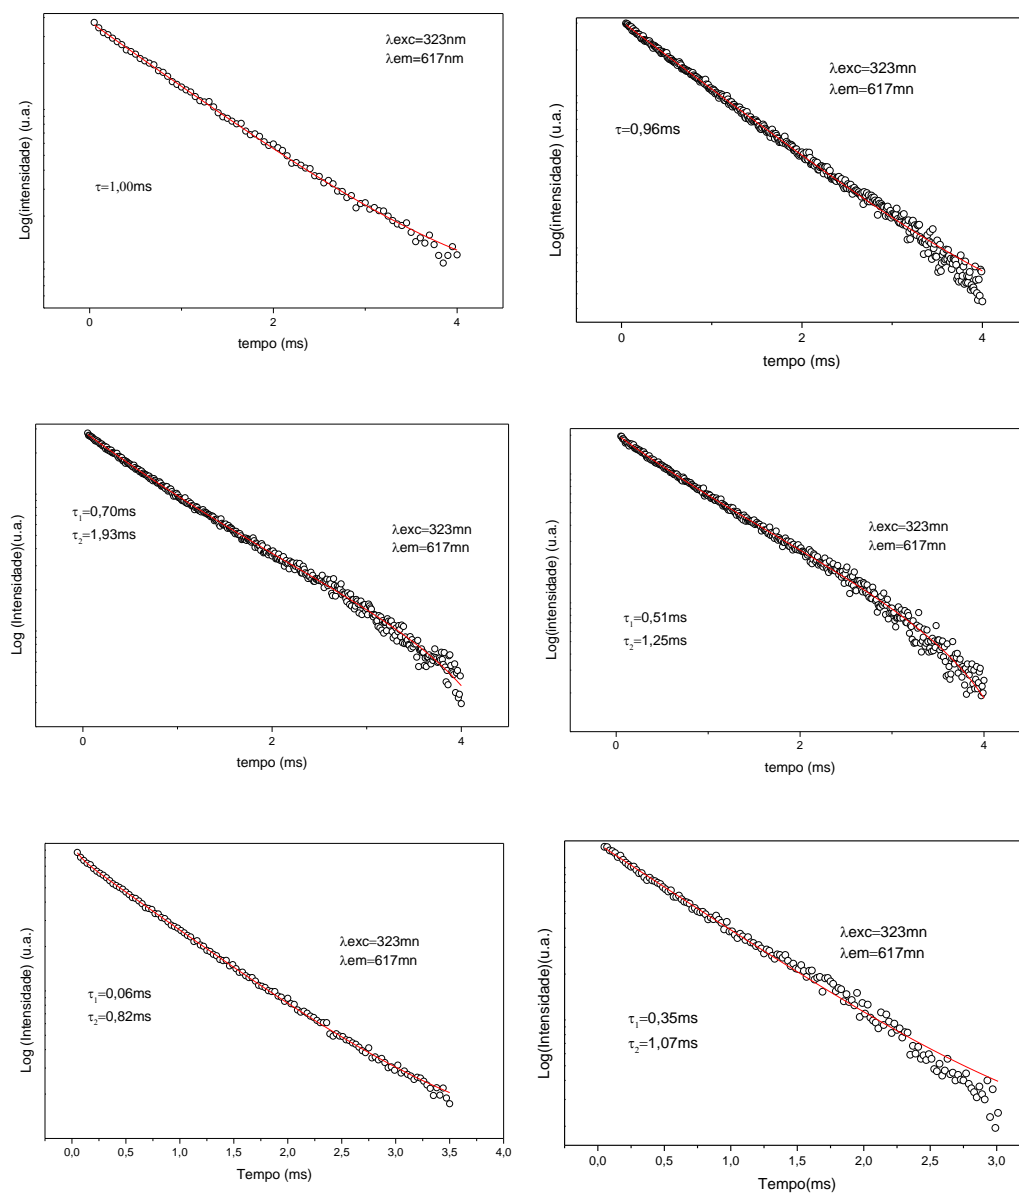 λexc=323nm
λem=617nm
τ=1,00ms
Log(intensidade) (u.a.)
0
2
4
tempo (ms)
λexc=323mn
λem=617mn
τ=0,96ms
Log(intensidade) (u.a.)
0
2
4
tempo (ms)
τ1=0,70ms
τ2=1,93ms
λexc=323mn
λem=617mn
Log (Intensidade)(u.a.)
0
2
4
tempo (ms)
λexc=323mn
λem=617mn
τ1=0,51ms
τ2=1,25ms
Log(intensidade) (u.a.)
0
2
4
tempo (ms)
λexc=323mn
λem=617mn
τ1=0,06ms
τ2=0,82ms
Log (Intensidade) (u.a.)
0,0 0,5 1,0 1,5 2,0 2,5 3,0 3,5 4,0
Tempo (ms)
λexc=323mn
λem=617mn
τ1=0,35ms
τ2=1,07ms
Log(Intensidade)(u.a.)
0,0 0,5 1,0 1,5 2,0 2,5 3,0
Tempo(ms)